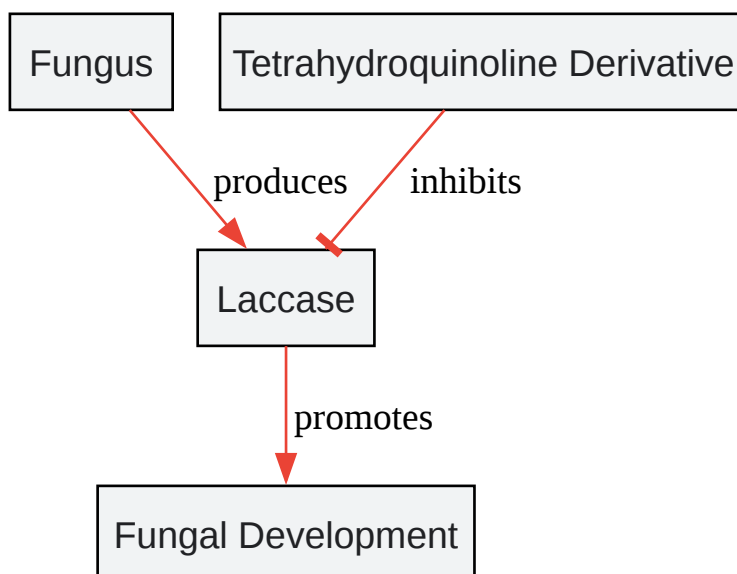 Fungus
Tetrahydroquinoline Derivative
produces
inhibits
Laccase
promotes
Fungal Development